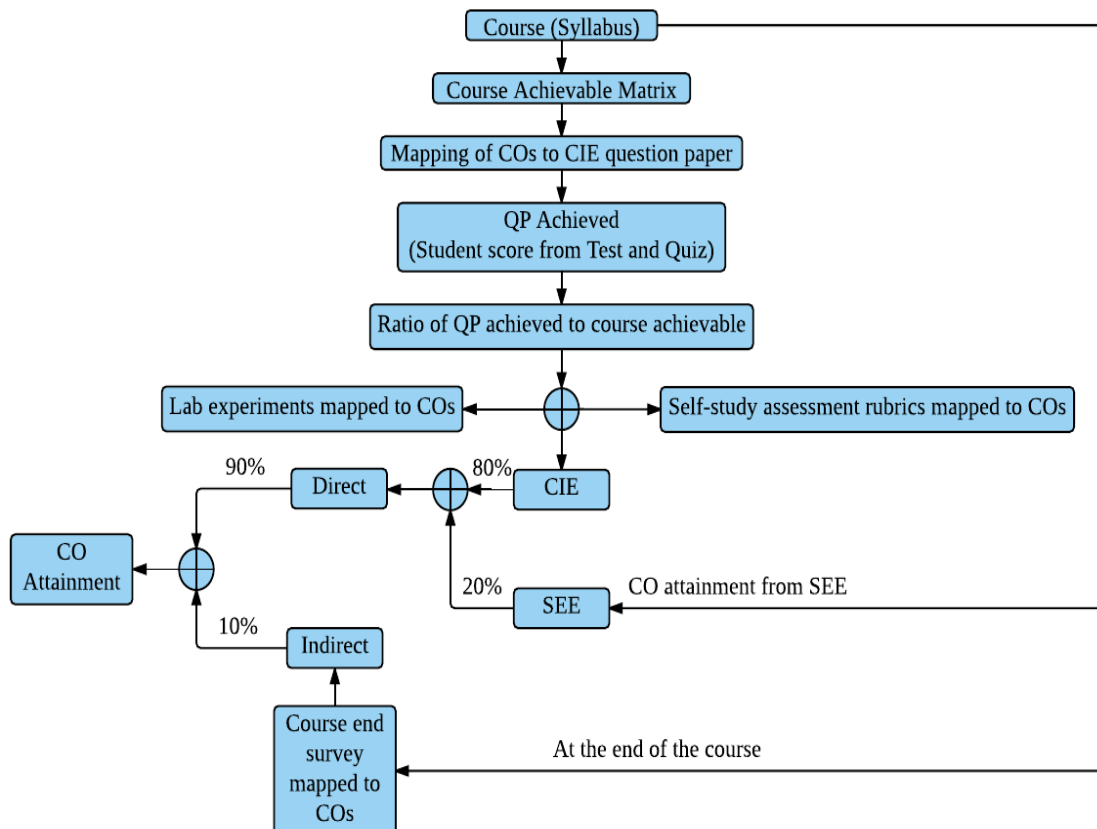 Course (Syllabus)
Course Achievable Matrix
Mapping of COs to CIE question paper
QP Achieved
(Student score from Test and Quiz)
Ratio of QP achieved to course achievable
Lab experiments mapped to COs
Self-study assessment rubrics mapped to COs
90%
Direct
80%
CIE
CO
Attainment
20%
SEE
CO attainment from SEE
10%
Indirect
Course end
survey
mapped to
COs
At the end of the course